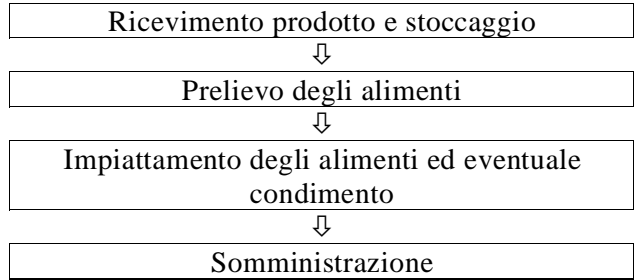 Ricevimento prodotto e stoccaggio
⇩
Prelievo degli alimenti
⇩
Impiattamento degli alimenti ed eventuale
condimento
⇩
Somministrazione